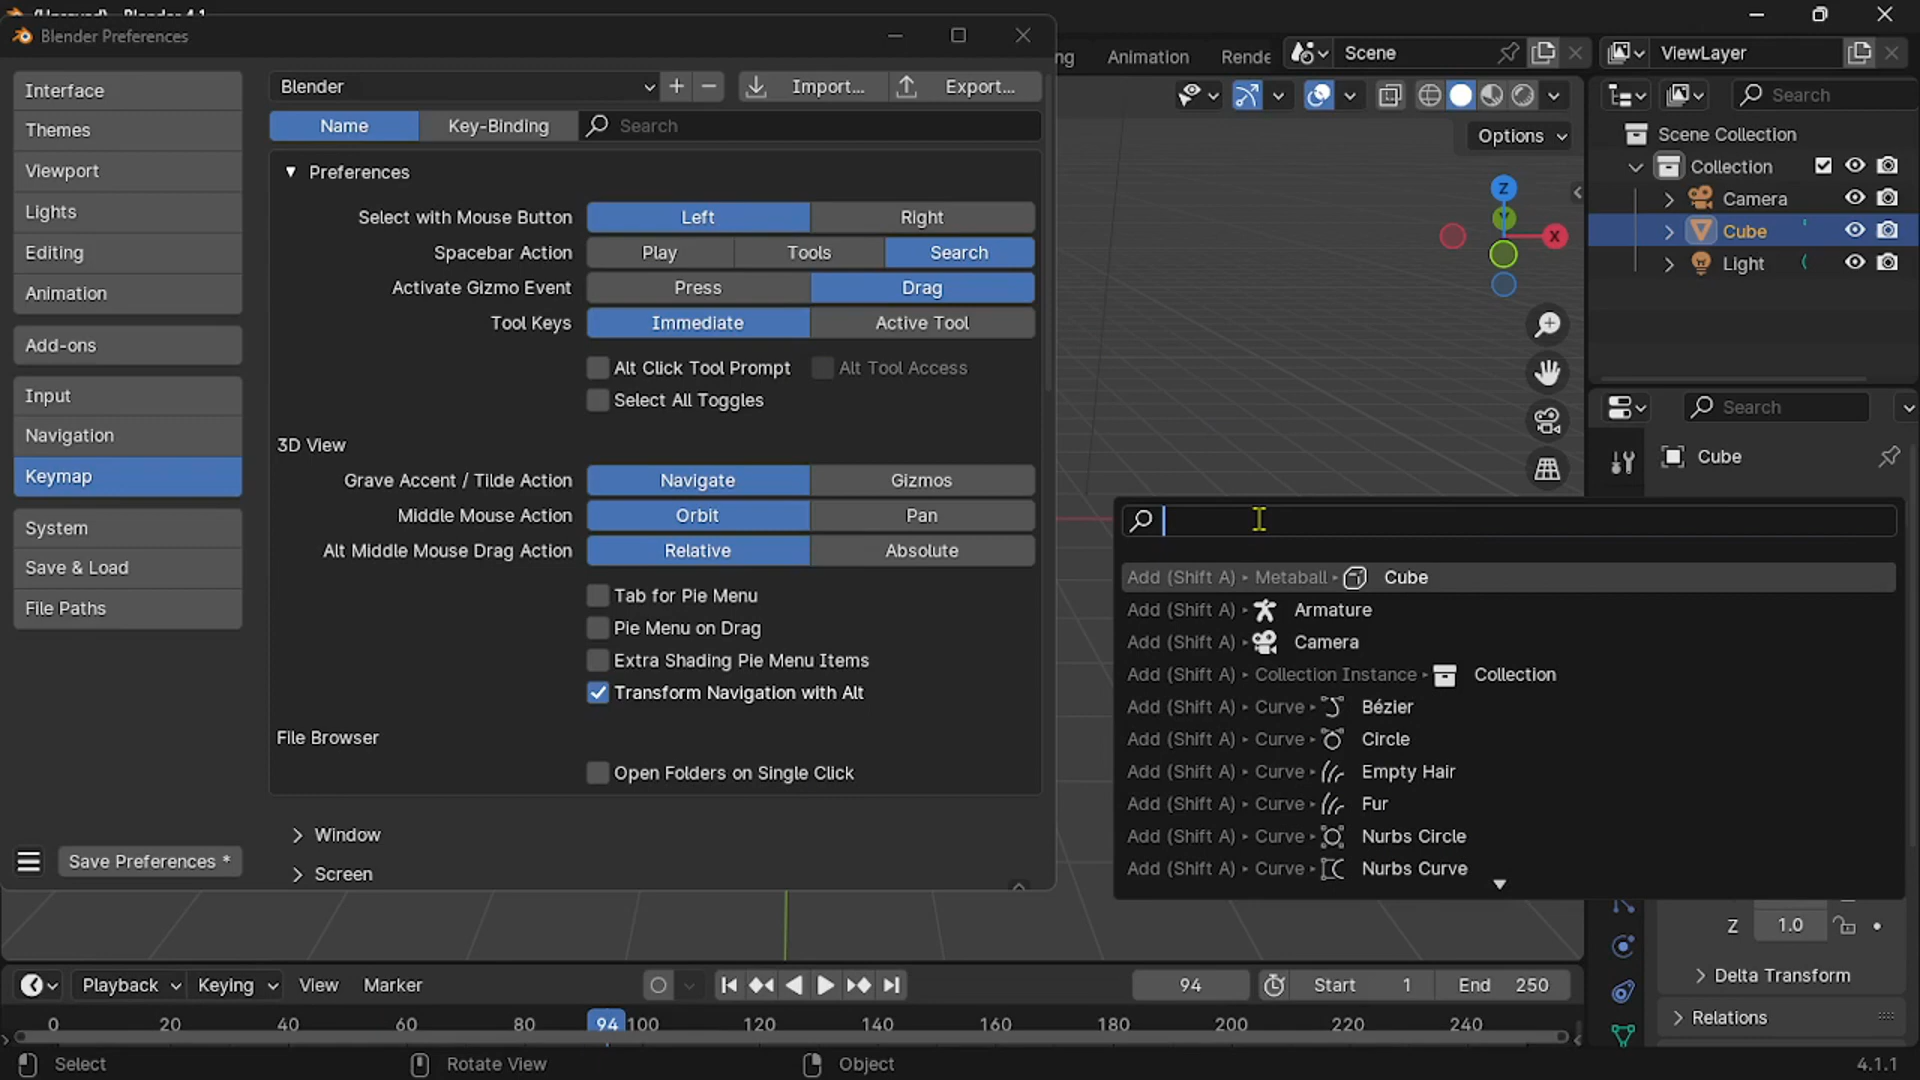 Blender Preferences
Animation
Scene
ViewLayer
Interface
Themes
Viewport
Lights
Editing
Animation
Add-ons
Input
Navigation
Keymap
System
Save & Load
File Paths
Save Preferences *
Blender
Import...
Export...
Name
Key-Binding
Search
Preferences
Select with Mouse Button Left Right
Spacebar Action Play Tools Search
Activate Gizmo Event Press Drag
Tool Keys Immediate Active Tool
Alt Click Tool Prompt Alt Tool Access
Select All Toggles
3D View
Grave Accent / Tilde Action Navigate Gizmos
Middle Mouse Action Orbit Pan
Alt Middle Mouse Drag Action Relative Absolute
Tab for Pie Menu
Pie Menu on Drag
Extra Shading Pie Menu Items
Transform Navigation with Alt
File Browser
Open Folders on Single Click
Window
Screen
Options
Z
X
Search
Scene Collection
Collection
Camera
Cube
Light
Search
Cube
Add (Shift A) Metaball Cube
Add (Shift A) Armature
Add (Shift A) Camera
Add (Shift A) Collection Instance Collection
Add (Shift A) Curve Bézier
Add (Shift A) Curve Circle
Add (Shift A) Curve Empty Hair
Add (Shift A) Curve Fur
Add (Shift A) Curve Nurbs Circle
Add (Shift A) Curve Nurbs Curve
Z 1.0
Delta Transform
Relations
Playback Keying View Marker 94 Start 1 End 250
0 20 40 60 80 94 100 120 140 160 180 200 220 240
Select Rotate View Object 4.1.1